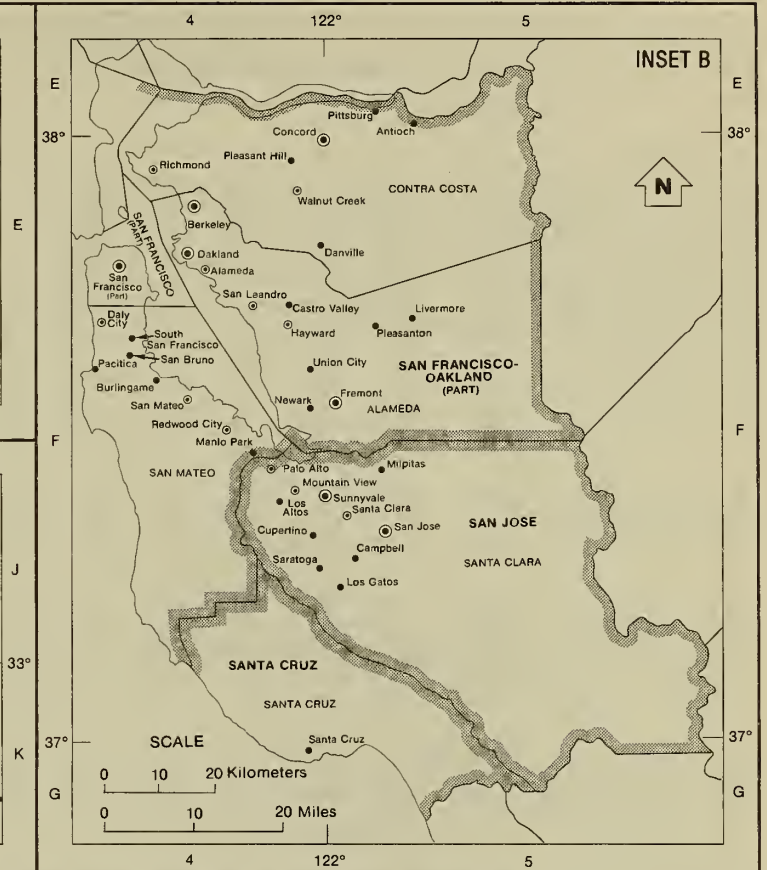 4 122° 5
INSET B
E E
Pittsburg
Antioch
Concord
38° 38°
Pleasant Hill
Richmond
CONTRA COSTA
N
Walnut Creek
E
Berkeley
SAN FRANCISCO
(PART)
Danville
Oakland
Alameda
San
Francisco
(Part)
San Leandro
Castro Valley
Livermore
Daly
City
Hayward
Pleasanton
South
San Francisco
San Bruno
Pacifica
Union City
SAN FRANCISCO-
OAKLAND
(PART)
Burlingame
Newark
Fremont
San Mateo
ALAMEDA
Redwood City
F F
Manlo Park
SAN MATEO
Palo Alto
Milpitas
Mountain View
Sunnyvale
Los
Altos
Santa Clara
San Jose
SAN JOSE
Cupertino
Campbell
J
Saratoga
SANTA CLARA
Los Gatos
33°
SANTA CRUZ
SANTA CRUZ
Santa Cruz
37° 37°
SCALE
K
0 10 20 Kilometers
G G
0 10 20 Miles
4 122° 5